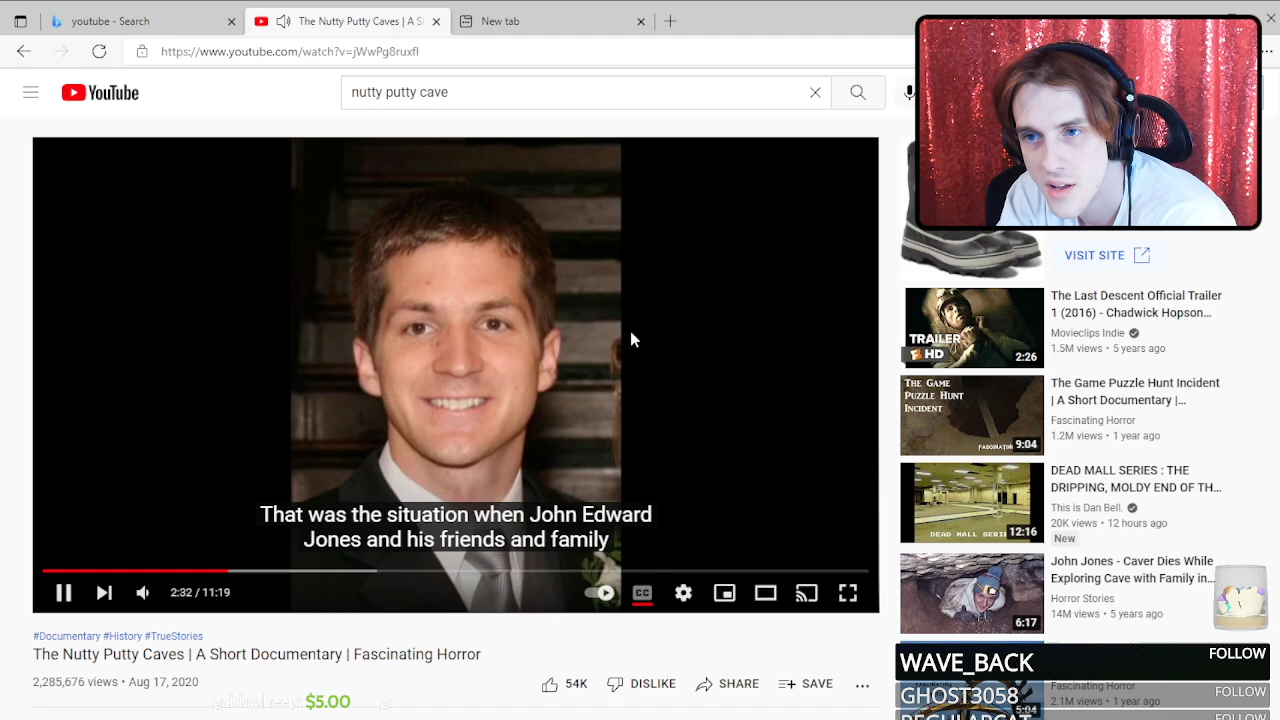 youtube - Search
The Nutty Putty Caves | A S
New tab
https://www.youtube.com/watch?v=jWwPg8ruxfI
YouTube
nutty putty cave
That was the situation when John Edward
Jones and his friends and family
2:32 / 11:19
CC
#Documentary #History #TrueStories
The Nutty Putty Caves | A Short Documentary | Fascinating Horror
2,285,676 views • Aug 17, 2020
54K
DISLIKE
SHARE
SAVE
$5.00
VISIT SITE
TRAILER
HD
2:26
The Last Descent Official Trailer
1 (2016) - Chadwick Hopson...
Movieclips Indie
1.5M views • 5 years ago
THE GAME
PUZZLE HUNT
INCIDENT
9:04
The Game Puzzle Hunt Incident
| A Short Documentary |...
Fascinating Horror
1.2M views • 1 year ago
DEAD MALL SERIES
12:16
DEAD MALL SERIES : THE
DRIPPING, MOLDY END OF TH...
This is Dan Bell.
20K views • 12 hours ago
New
6:17
John Jones - Caver Dies While
Exploring Cave with Family in...
Horror Stories
14M views • 5 years ago
WAVE_BACK
FOLLOW
GHOST3058
FOLLOW
Fascinating Horror
2.1M views • 1 year ago
5:04
REGULARCAT
FOLLOW